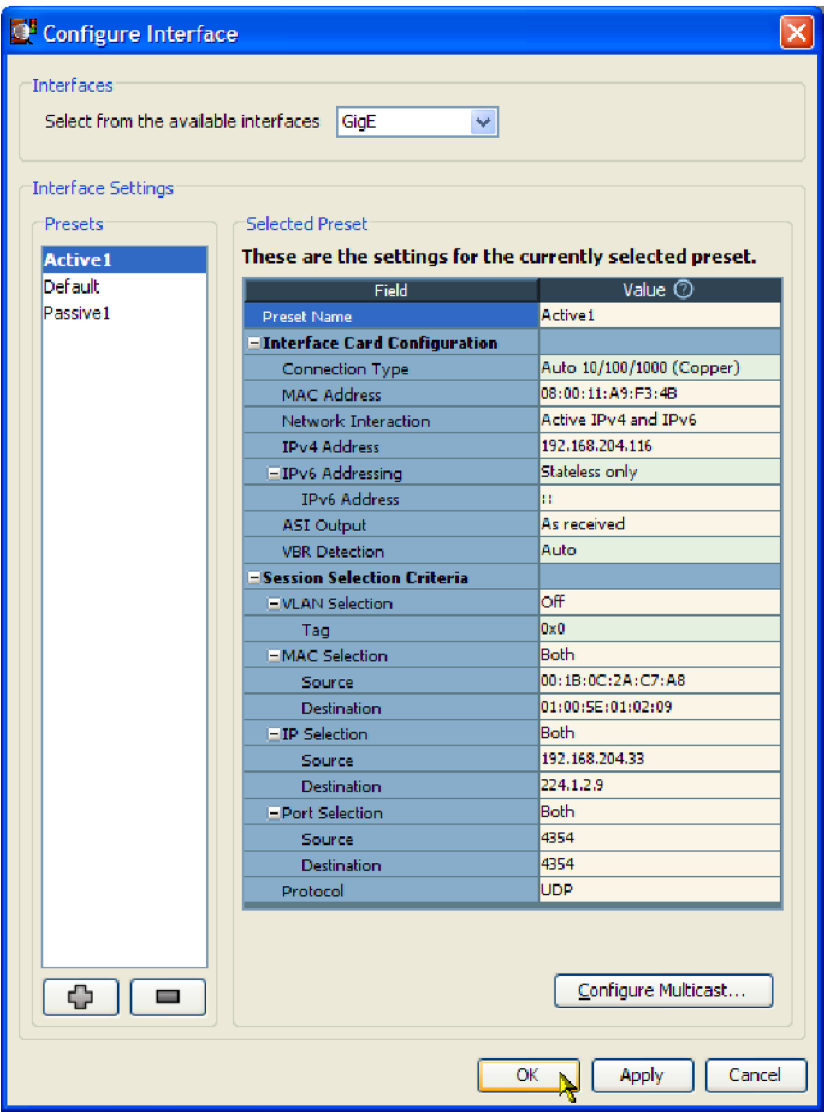 Configure Interface
Interfaces
Select from the available interfaces GigE
Interface Settings
Presets
Active1
Default
Passive1
Selected Preset
These are the settings for the currently selected preset.
Field Value ?
Preset Name Active1
Interface Card Configuration
Connection Type Auto 10/100/1000 (Copper)
MAC Address 08:00:11:A9:F3:4B
Network Interaction Active IPv4 and IPv6
IPv4 Address 192.168.204.116
IPv6 Addressing Stateless only
IPv6 Address ::
ASI Output As received
VBR Detection Auto
Session Selection Criteria
VLAN Selection Off
Tag 0x0
MAC Selection Both
Source 00:1B:0C:2A:C7:A8
Destination 01:00:5E:01:02:09
IP Selection Both
Source 192.168.204.33
Destination 224.1.2.9
Port Selection Both
Source 4354
Destination 4354
Protocol UDP
Configure Multicast...
OK Apply Cancel